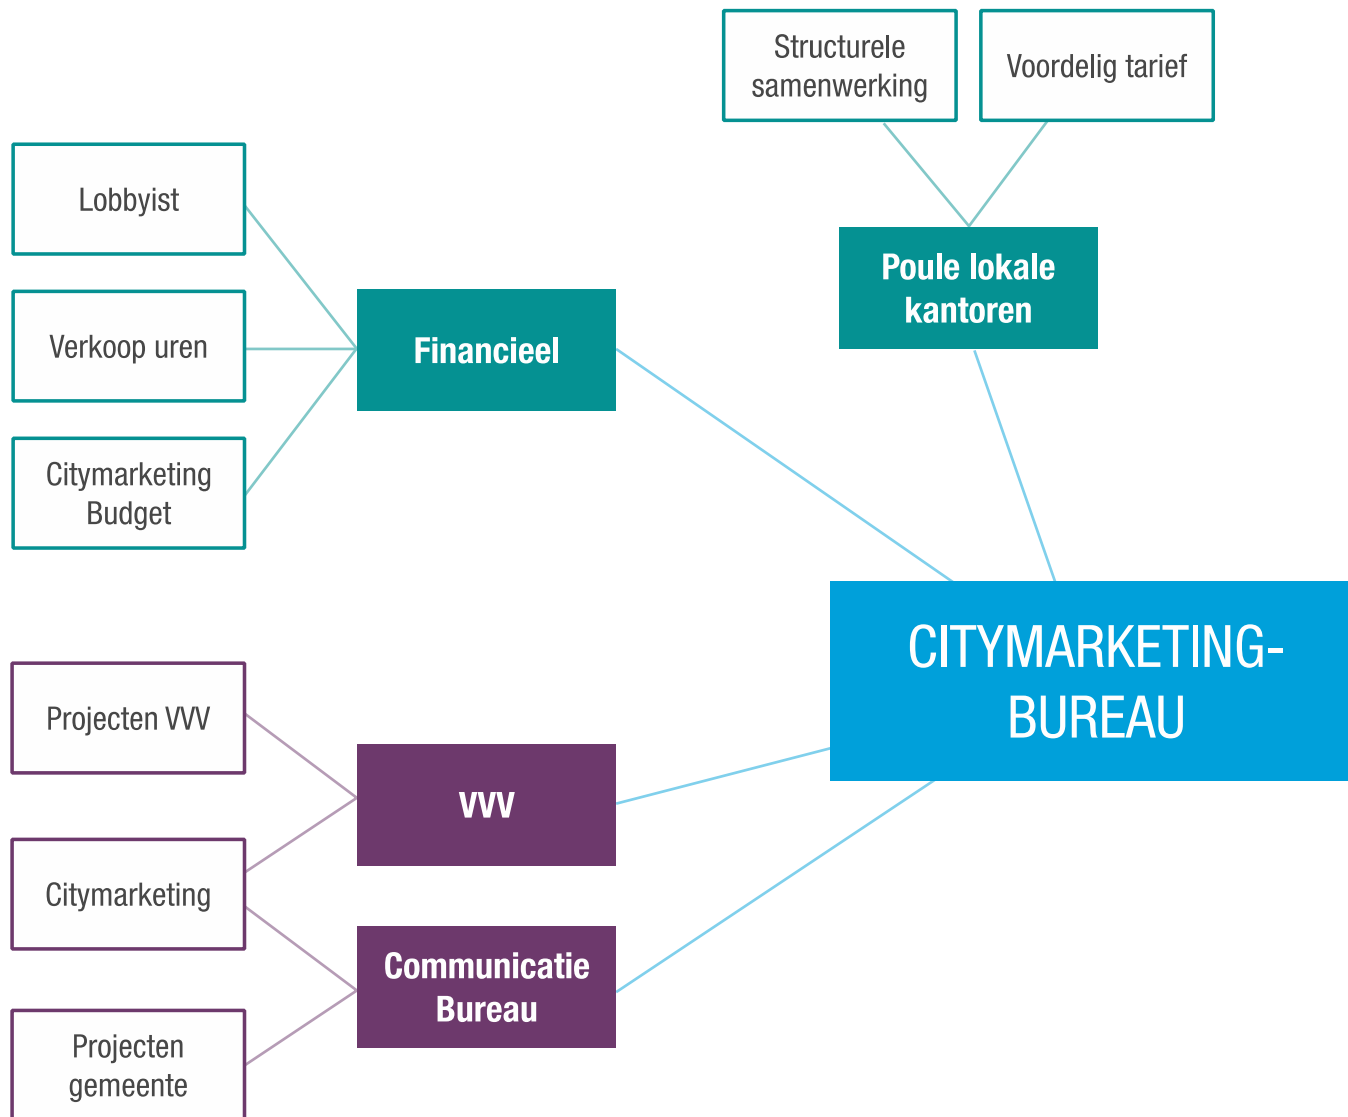 Structurele
samenwerking
Voordelig tarief
Lobbyist
Verkoop uren
Citymarketing
Budget
Financieel
Poule lokale
kantoren
CITYMARKETING-
BUREAU
Projecten VVV
VVV
Citymarketing
Communicatie
Bureau
Projecten
gemeente